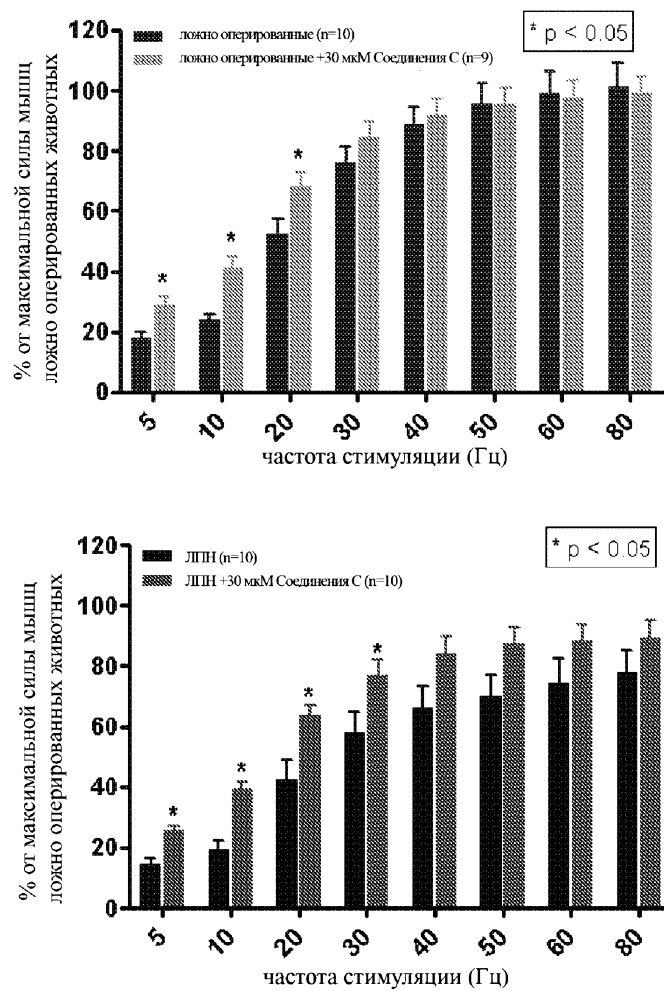 * p < 0.05
ложно оперированные (n=10)
ложно оперированные +30 мкМ Соединения С (n=9)
% от максимальной силы мышц
ложно оперированных животных
120
100
80
60
40
20
0
5 10 20 30 40 50 60 80
частота стимуляции (Гц)
* * *
* p < 0.05
ЛПН (n=10)
ЛПН +30 мкМ Соединения С (n=10)
% от максимальной силы мышц
ложно оперированных животных
120
100
80
60
40
20
0
5 10 20 30 40 50 60 80
частота стимуляции (Гц)
* * * *